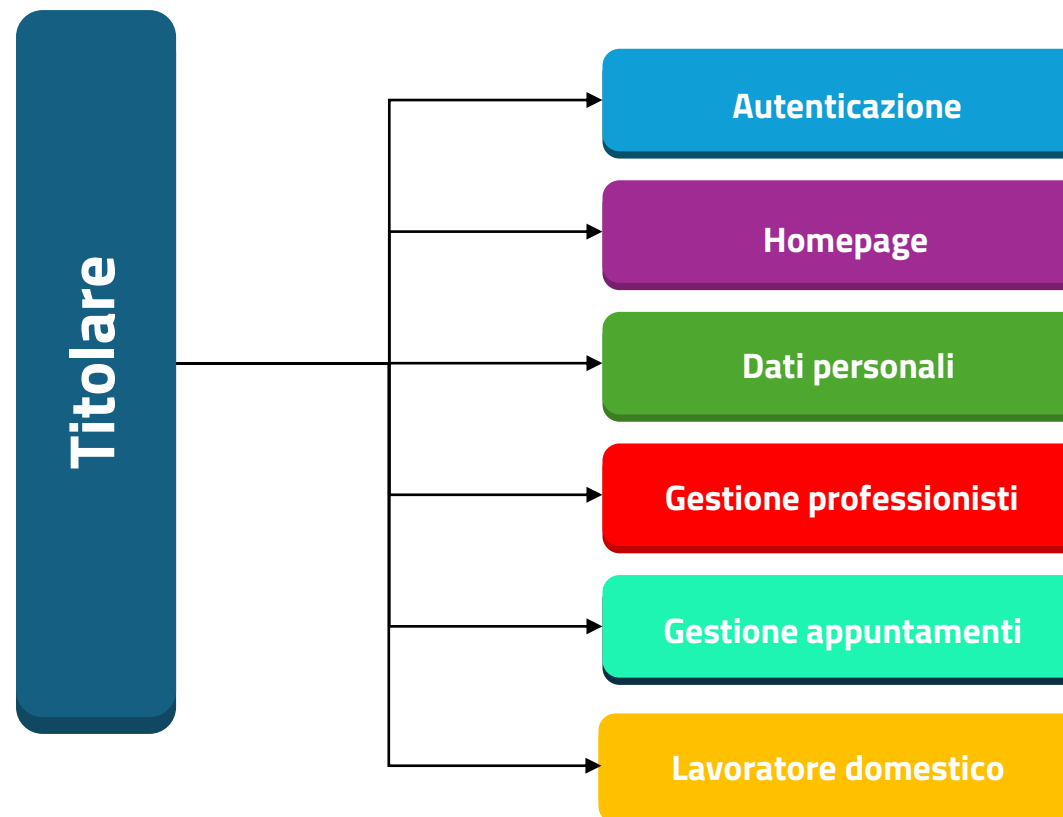 Titolare
Autenticazione
Homepage
Dati personali
Gestione professionisti
Gestione appuntamenti
Lavoratore domestico